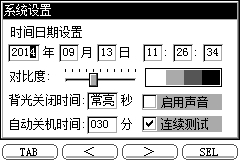 系统设置
时间日期设置
2014 年 09 月 13 日 11 : 26 : 34
对比度:
背光关闭时间: 常亮 秒 启用声音
自动关机时间: 030 分 连续测试
TAB < > SEL